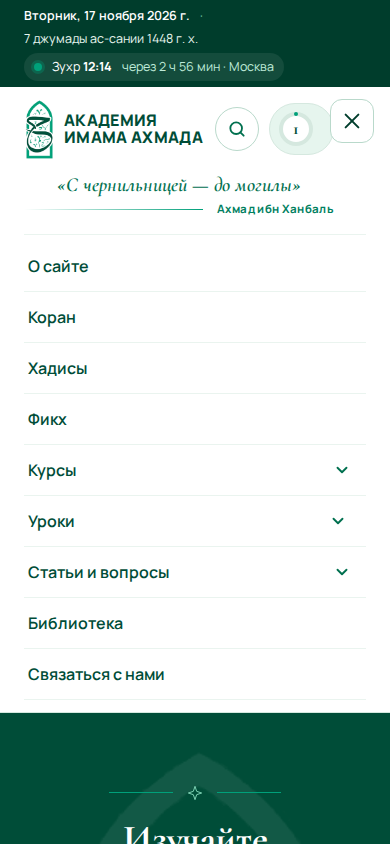 Вторник, 17 ноября 2026 г. ·
7 джумады ас-сании 1448 г. х.
Зухр 12:14 через 2 ч 56 мин · Москва
АКАДЕМИЯ
ИМАМА АХМАДА
1
«С чернильницей — до могилы»
Ахмад ибн Ханбаль
О сайте
Коран
Хадисы
Фикх
Курсы
Уроки
Статьи и вопросы
Библиотека
Связаться с нами
Изучайте